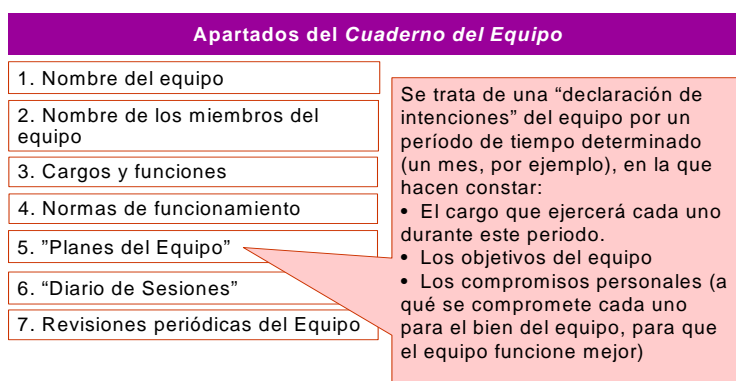 Apartados del Cuaderno del Equipo
1. Nombre del equipo
2. Nombre de los miembros del
equipo
3. Cargos y funciones
4. Normas de funcionamiento
5. ”Planes del Equipo”
6. “Diario de Sesiones”
7. Revisiones periódicas del Equipo
Se trata de una “declaración de
intenciones” del equipo por un
período de tiempo determinado
(un mes, por ejemplo), en la que
hacen constar:
• El cargo que ejercerá cada uno
durante este periodo.
• Los objetivos del equipo
• Los compromisos personales (a
qué se compromete cada uno
para el bien del equipo, para que
el equipo funcione mejor)